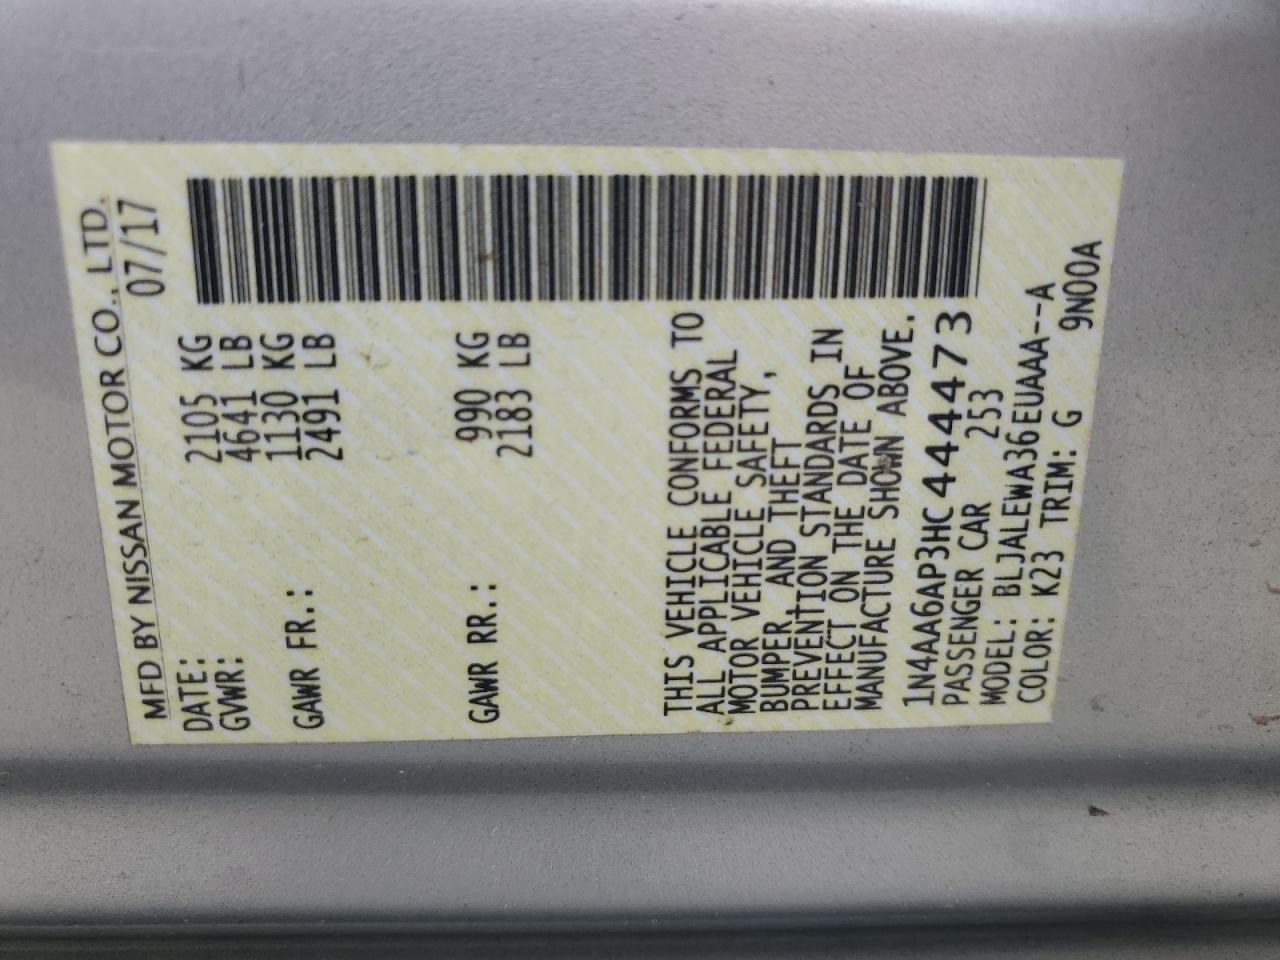 MFD BY NISSAN MOTOR CO., LTD.
DATE: 07/17
GVWR: 2105 KG
4641 LB
GAWR FR.: 1130 KG
2491 LB
GAWR RR.: 990 KG
2183 LB
THIS VEHICLE CONFORMS TO
ALL APPLICABLE FEDERAL
MOTOR VEHICLE SAFETY,
BUMPER, AND THEFT
PREVENTION STANDARDS IN
EFFECT ON THE DATE OF
MANUFACTURE SHOWN ABOVE.
1N4AA6AP3HC444473
PASSENGER CAR 253
MODEL: BLJALEWA36EUAAA--A
COLOR: K23 TRIM: G 9N00A